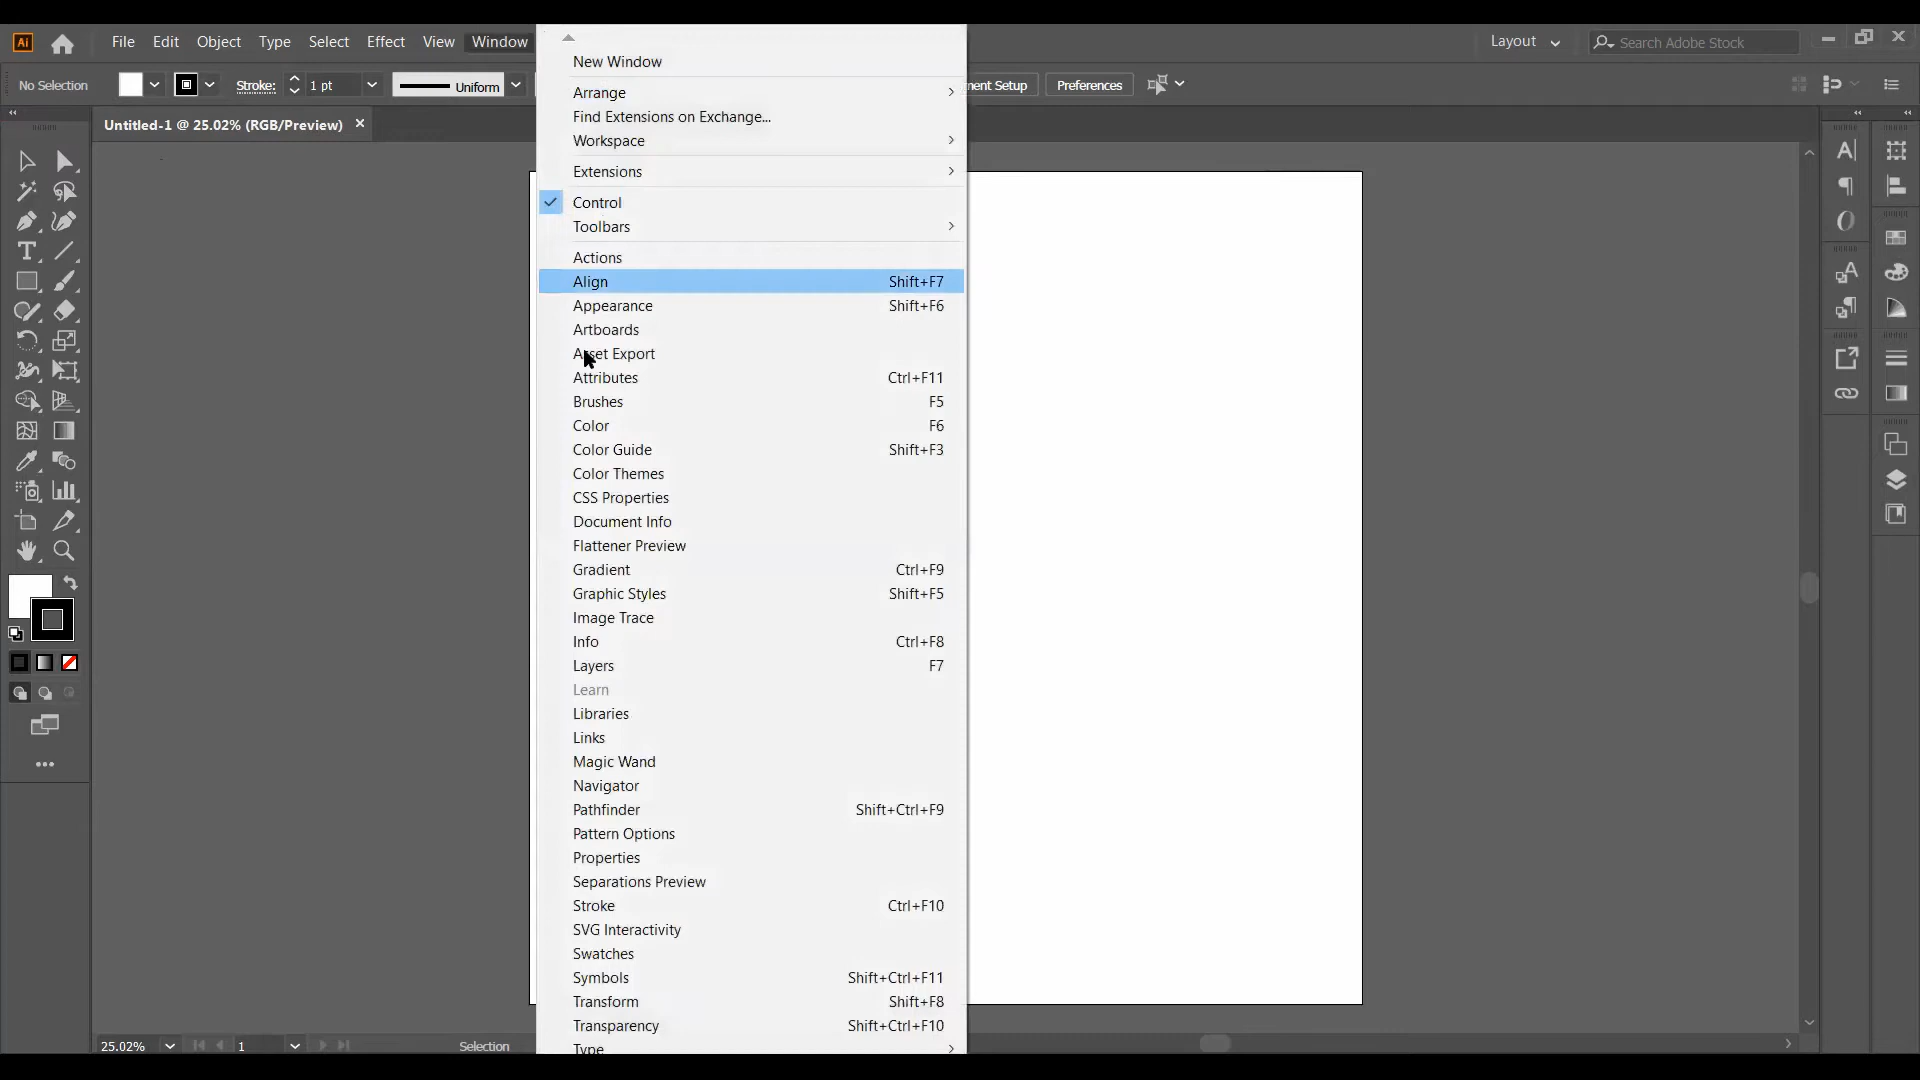 Ai File Edit Object Type Select Effect View Window
Layout
Search Adobe Stock
No Selection
Stroke:
1 pt
Uniform
ment Setup
Preferences
Untitled-1 @ 25.02% (RGB/Preview)
New Window
Arrange
Find Extensions on Exchange...
Workspace
Extensions
Control
Toolbars
Actions
Align Shift+F7
Appearance Shift+F6
Artboards
Asset Export
Attributes Ctrl+F11
Brushes F5
Color F6
Color Guide Shift+F3
Color Themes
CSS Properties
Document Info
Flattener Preview
Gradient Ctrl+F9
Graphic Styles Shift+F5
Image Trace
Info Ctrl+F8
Layers F7
Learn
Libraries
Links
Magic Wand
Navigator
Pathfinder Shift+Ctrl+F9
Pattern Options
Properties
Separations Preview
Stroke Ctrl+F10
SVG Interactivity
Swatches
Symbols Shift+Ctrl+F11
Transform Shift+F8
Transparency Shift+Ctrl+F10
Type
25.02%
1
Selection